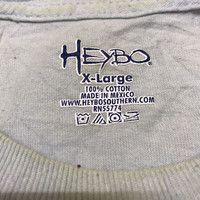 HEYBO
X-Large
100% COTTON
MADE IN MEXICO
WWW.HEYBOSOUTHERN.COM
RN55774